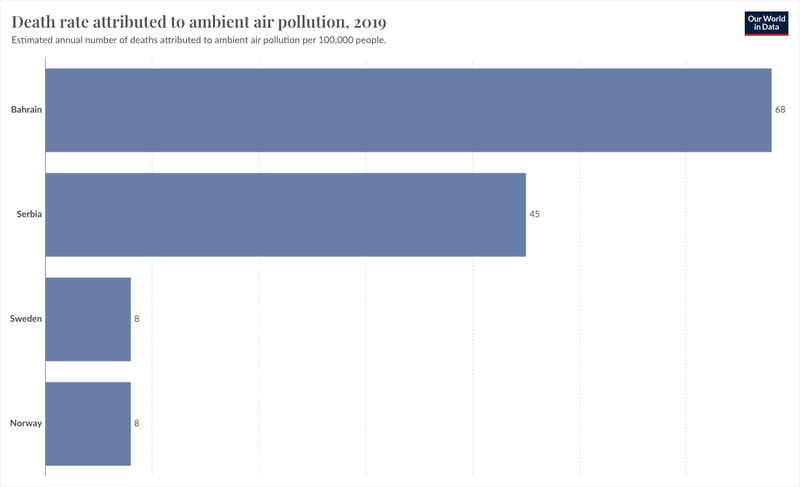 Death rate attributed to ambient air pollution, 2019
Estimated annual number of deaths attributed to ambient air pollution per 100,000 people.
Our World
in Data
Bahrain
68
Serbia
45
Sweden
8
Norway
8